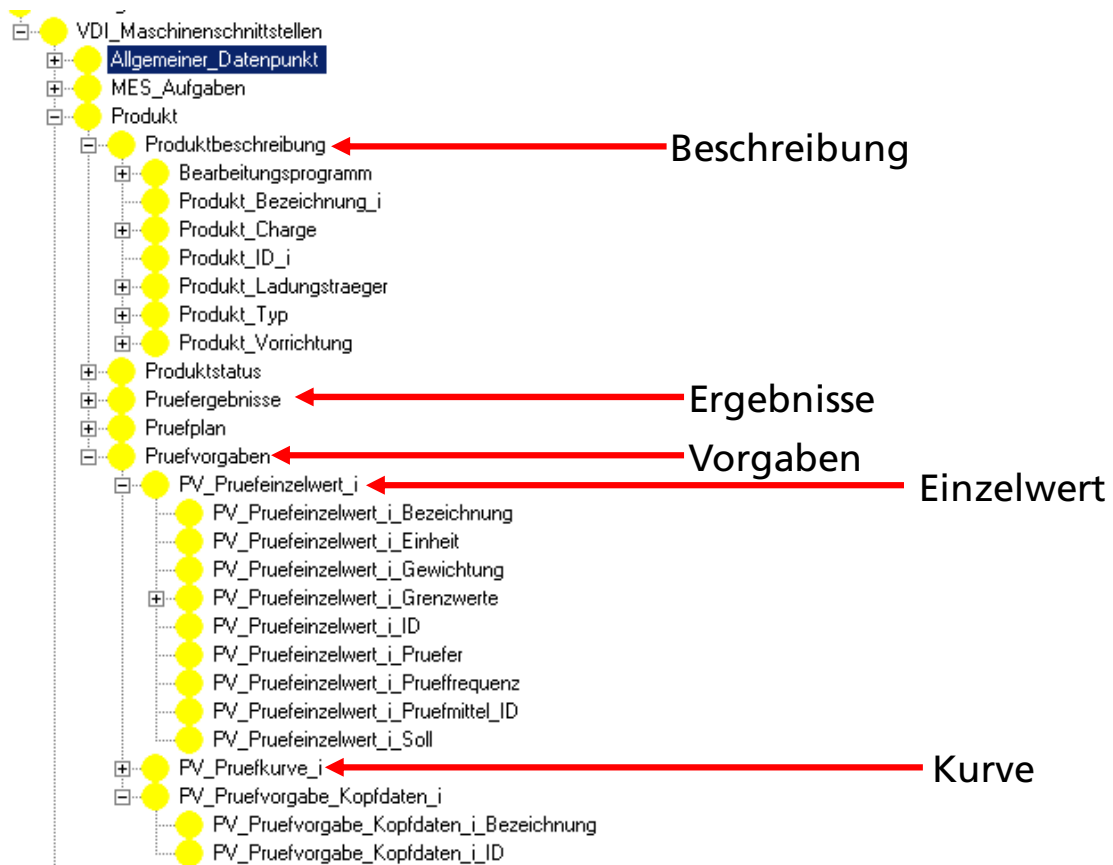 VDI_Maschinenschnittstellen
Allgemeiner_Datenpunkt
MES_Aufgaben
Produkt
Produktbeschreibung Beschreibung
Bearbeitungsprogramm
Produkt_Bezeichnung_i
Produkt_Charge
Produkt_ID_i
Produkt_Ladungstraeger
Produkt_Typ
Produkt_Vorrichtung
Produktstatus
Pruefergebnisse Ergebnisse
Pruefplan
Pruefvorgaben Vorgaben
PV_Pruefeinzelwert_i Einzelwert
PV_Pruefeinzelwert_i_Bezeichnung
PV_Pruefeinzelwert_i_Einheit
PV_Pruefeinzelwert_i_Gewichtung
PV_Pruefeinzelwert_i_Grenzwerte
PV_Pruefeinzelwert_i_ID
PV_Pruefeinzelwert_i_Pruefer
PV_Pruefeinzelwert_i_Prueffrequenz
PV_Pruefeinzelwert_i_Pruefmittel_ID
PV_Pruefeinzelwert_i_Soll
PV_Pruefkurve_i Kurve
PV_Pruefvorgabe_Kopfdaten_i
PV_Pruefvorgabe_Kopfdaten_i_Bezeichnung
PV_Pruefvorgabe_Kopfdaten_i_ID